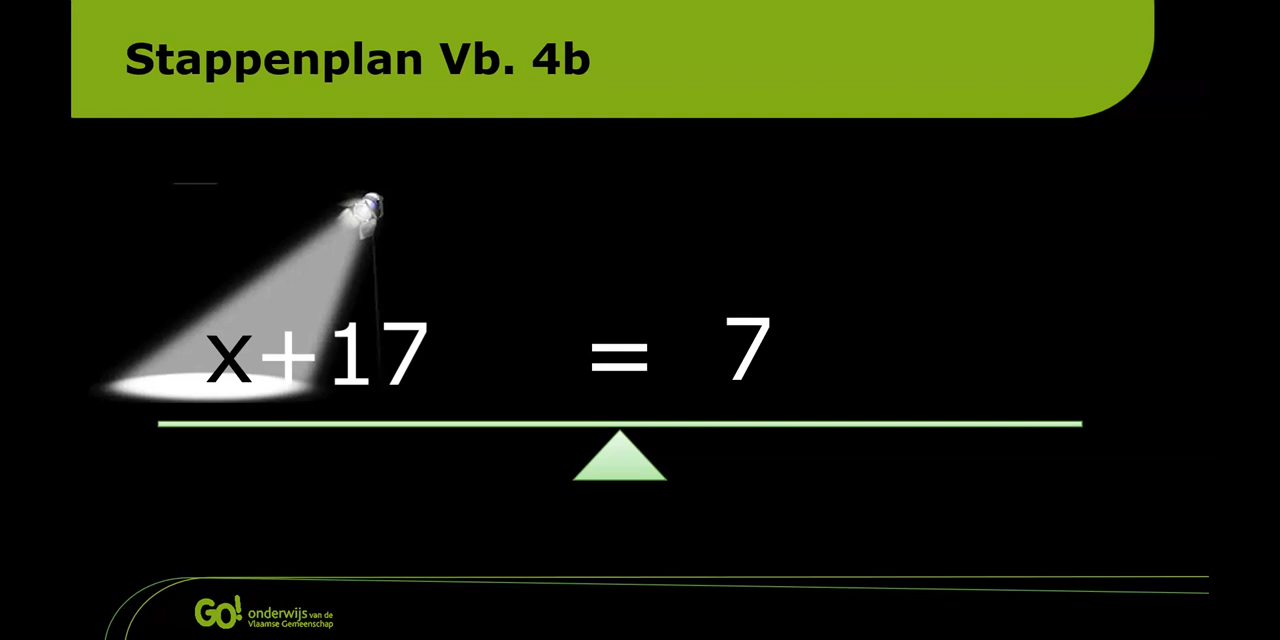 Stappenplan Vb. 4b
x+17 = 7
GO! onderwijs van de
Vlaamse Gemeenschap